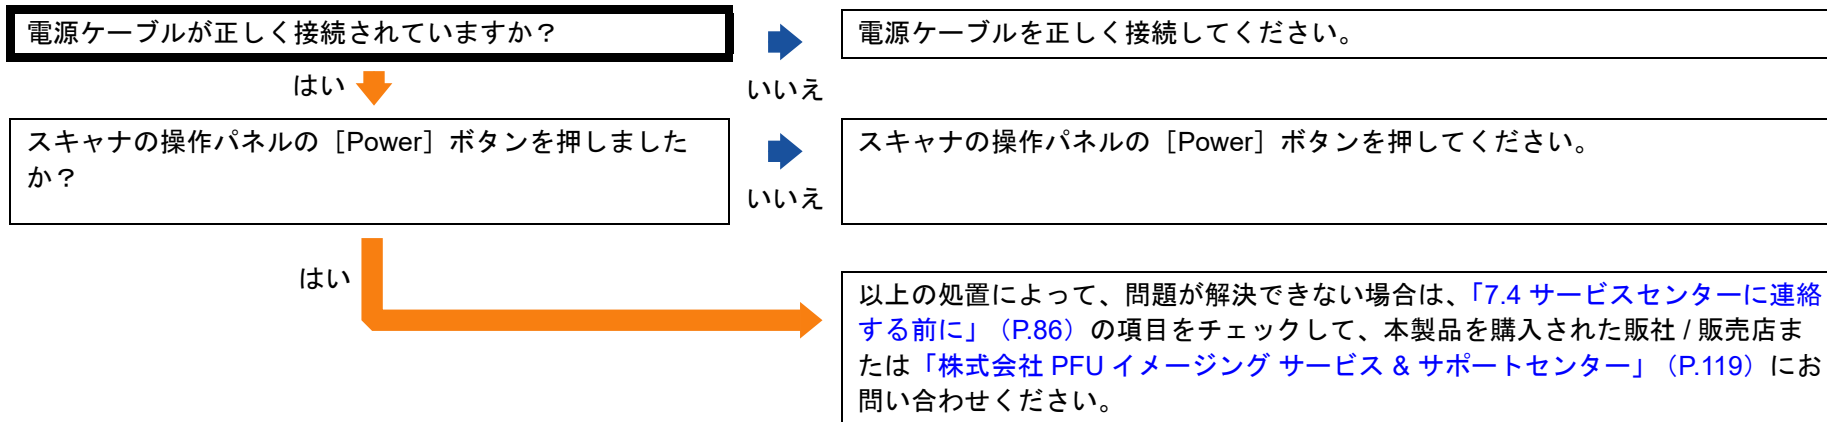 電源ケーブルが正しく接続されていますか？
電源ケーブルを正しく接続してください。
はい
いいえ
スキャナの操作パネルの［Power］ボタンを押しました
か？
スキャナの操作パネルの［Power］ボタンを押してください。
いいえ
はい
以上の処置によって、問題が解決できない場合は、「7.4 サービスセンターに連絡
する前に」（P.86）の項目をチェックして、本製品を購入された販社 / 販売店ま
たは「株式会社 PFU イメージング サービス & サポートセンター」（P.119）にお
問い合わせください。